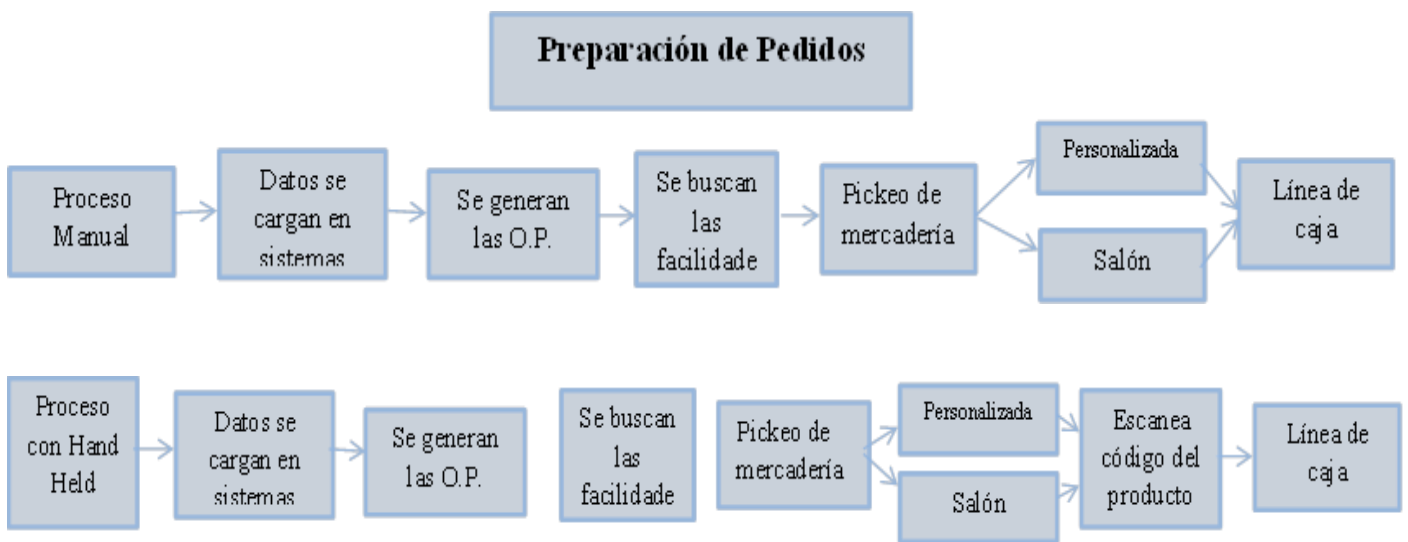 Preparación de Pedidos
Proceso
Manual
Datos se
cargan en
sistemas
Se generan
las O.P.
Se buscan
las
facilidade
Pickeo de
mercadería
Personalizada
Salón
Línea de
caja
Proceso
con Hand
Held
Datos se
cargan en
sistemas
Se generan
las O.P.
Se buscan
las
facilidade
Pickeo de
mercadería
Personalizada
Salón
Escanea
código del
producto
Línea de
caja